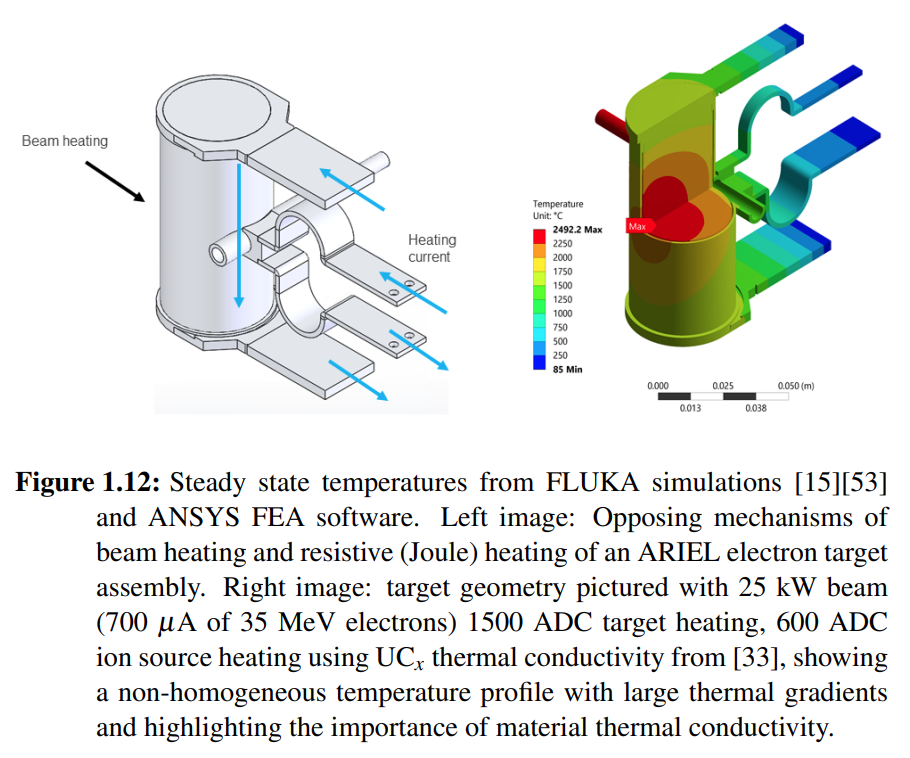 Beam heating
Heating
current
Temperature
Unit: °C
2492.2 Max
2250
2000
1750
1500
1250
1000
750
500
250
85 Min
Max
0.000
0.025
0.050 (m)
0.013
0.038
Figure 1.12: Steady state temperatures from FLUKA simulations [15][53]
and ANSYS FEA software. Left image: Opposing mechanisms of
beam heating and resistive (Joule) heating of an ARIEL electron target
assembly. Right image: target geometry pictured with 25 kW beam
(700 μA of 35 MeV electrons) 1500 ADC target heating, 600 ADC
ion source heating using UCₓ thermal conductivity from [33], showing
a non-homogeneous temperature profile with large thermal gradients
and highlighting the importance of material thermal conductivity.